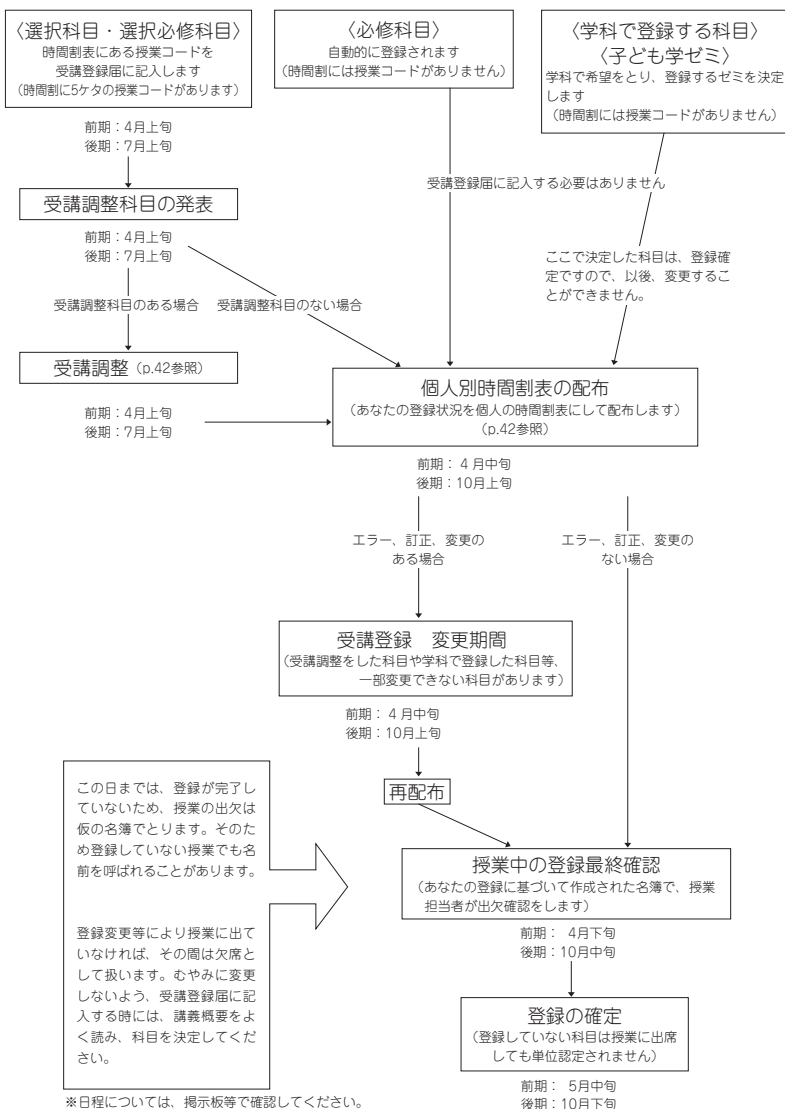 〈選択科目・選択必修科目〉
時間割表にある授業コードを
受講登録届に記入します
（時間割に5ケタの授業コードがあります）
〈必修科目〉
自動的に登録されます
（時間割には授業コードがありません）
〈学科で登録する科目〉
〈子ども学ゼミ〉
学科で希望をとり、登録するゼミを決定
します
（時間割には授業コードがありません）
前期：4月上旬
後期：7月上旬
受講登録届に記入する必要はありません
受講調整科目の発表
前期：4月上旬
後期：7月上旬
ここで決定した科目は、登録確
定ですので、以後、変更するこ
とができません。
受講調整科目のある場合
受講調整科目のない場合
受講調整（p.42参照）
前期：4月上旬
後期：7月上旬
個人別時間割表の配布
（あなたの登録状況を個人の時間割表にして配布します）
（p.42参照）
前期： 4月中旬
後期：10月上旬
エラー、訂正、変更の
ある場合
エラー、訂正、変更の
ない場合
受講登録　変更期間
（受講調整をした科目や学科で登録した科目等、
一部変更できない科目があります）
前期： 4月中旬
後期：10月上旬
再配布
この日までは、登録が完了し
ていないため、授業の出欠は
仮の名簿でとります。そのた
め登録していない授業でも名
前を呼ばれることがあります。
登録変更等により授業に出て
いなければ、その間は欠席と
して扱います。むやみに変更
しないよう、受講登録届に記
入する時には、講義概要をよ
く読み、科目を決定してくだ
さい。
授業中の登録最終確認
（あなたの登録に基づいて作成された名簿で、授業
担当者が出欠確認をします）
前期： 4月下旬
後期：10月中旬
登録の確定
（登録していない科目は授業に出席
しても単位認定されません）
前期： 5月中旬
後期：10月下旬
※日程については、掲示板等で確認してください。